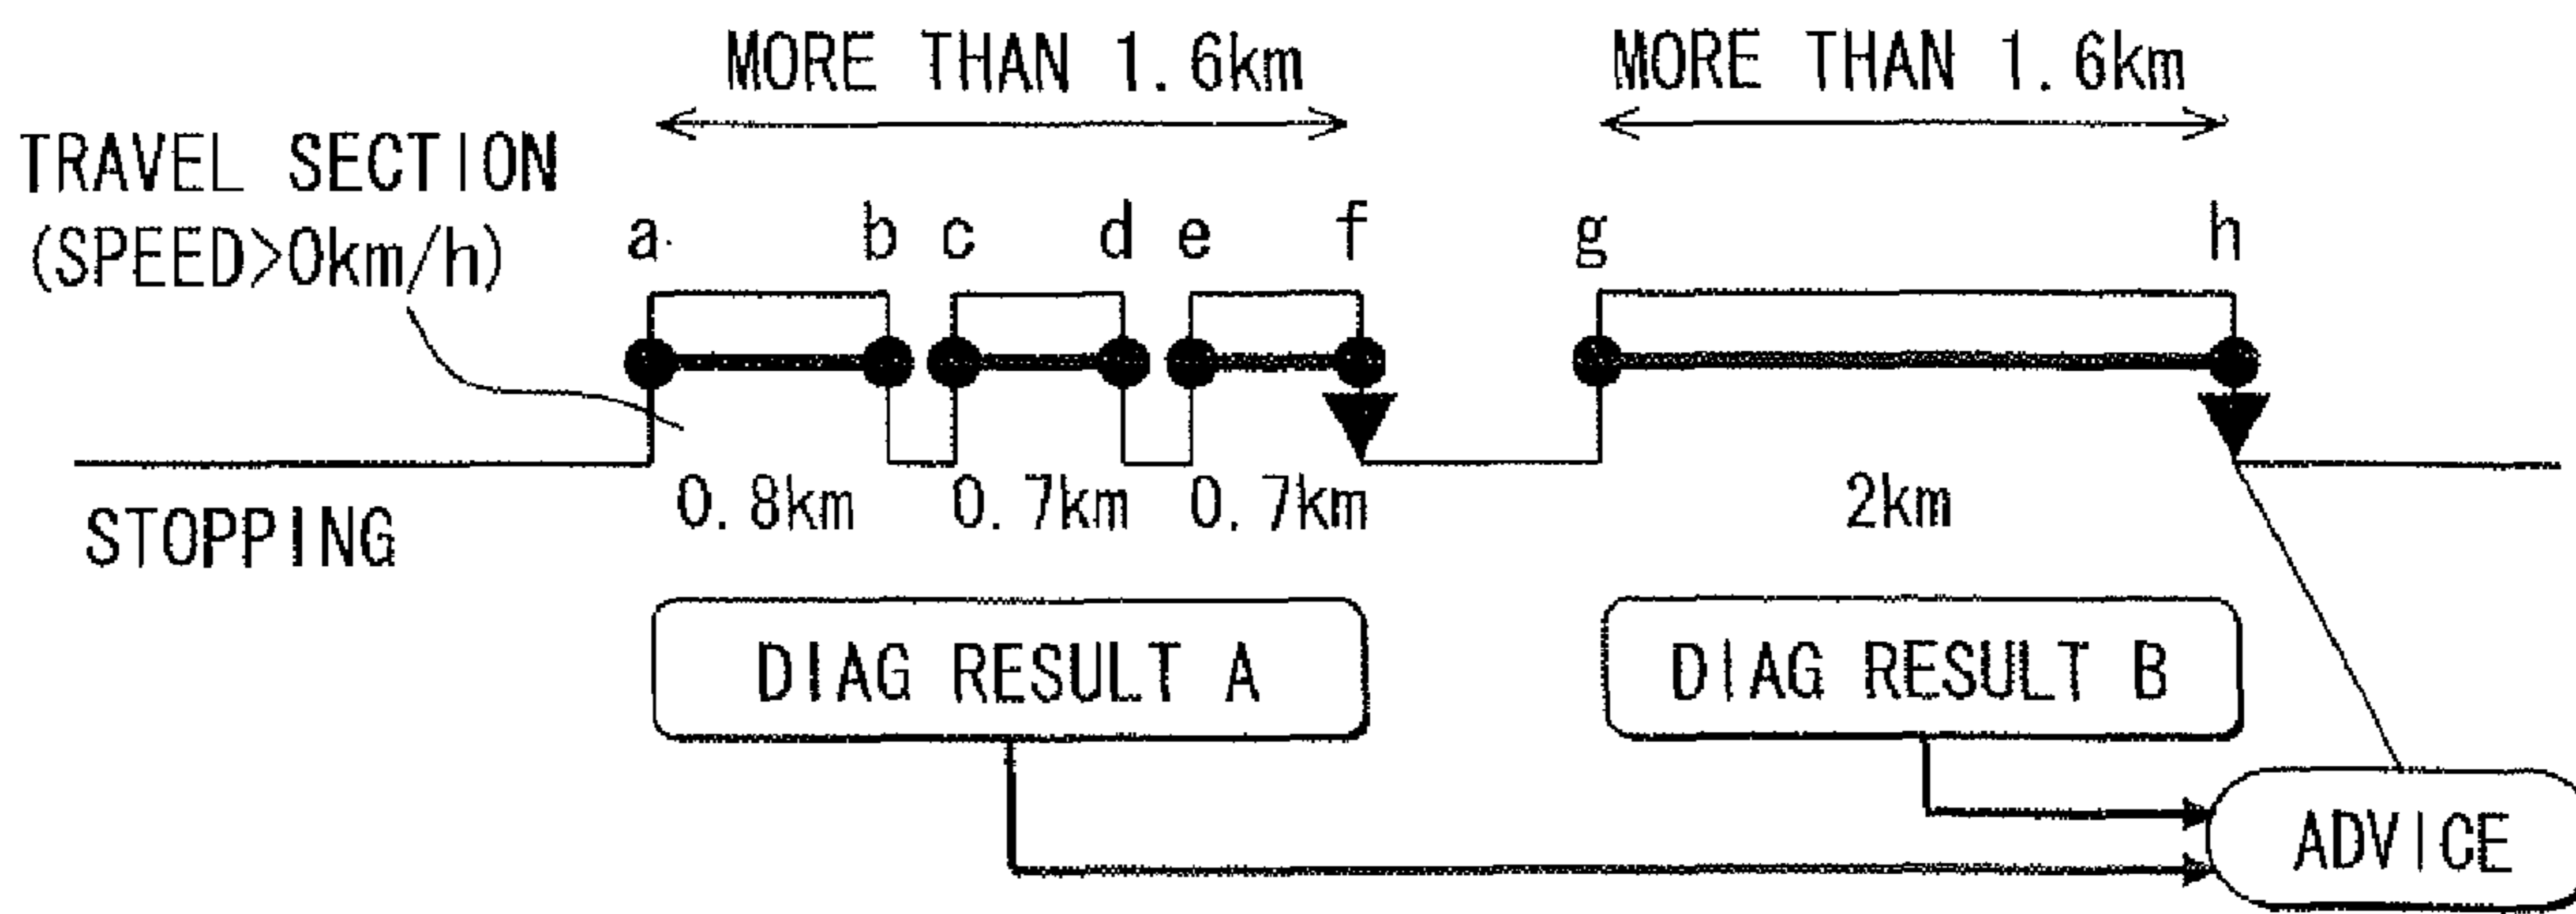 MORE THAN 1.6km
MORE THAN 1.6km
TRAVEL SECTION
(SPEED>0km/h)
a b c d e f g h
0.8km 0.7km 0.7km 2km
STOPPING
DIAG RESULT A
DIAG RESULT B
ADVICE